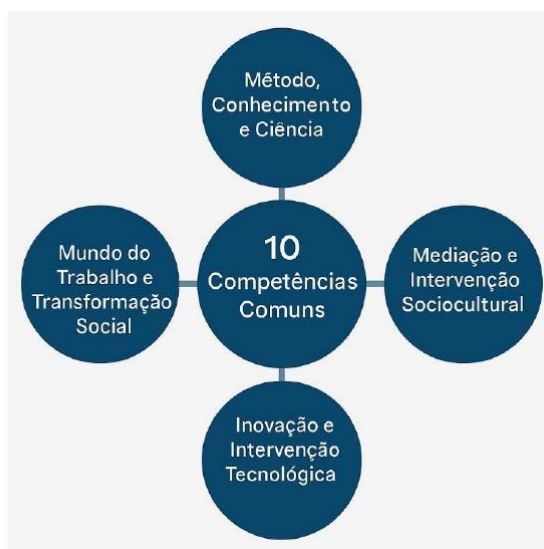 Método,
Conhecimento
e Ciência
Mundo do
Trabalho e
Transformação
Social
10
Competências
Comuns
Mediação e
Intervenção
Sociocultural
Inovação e
Intervenção
Tecnológica